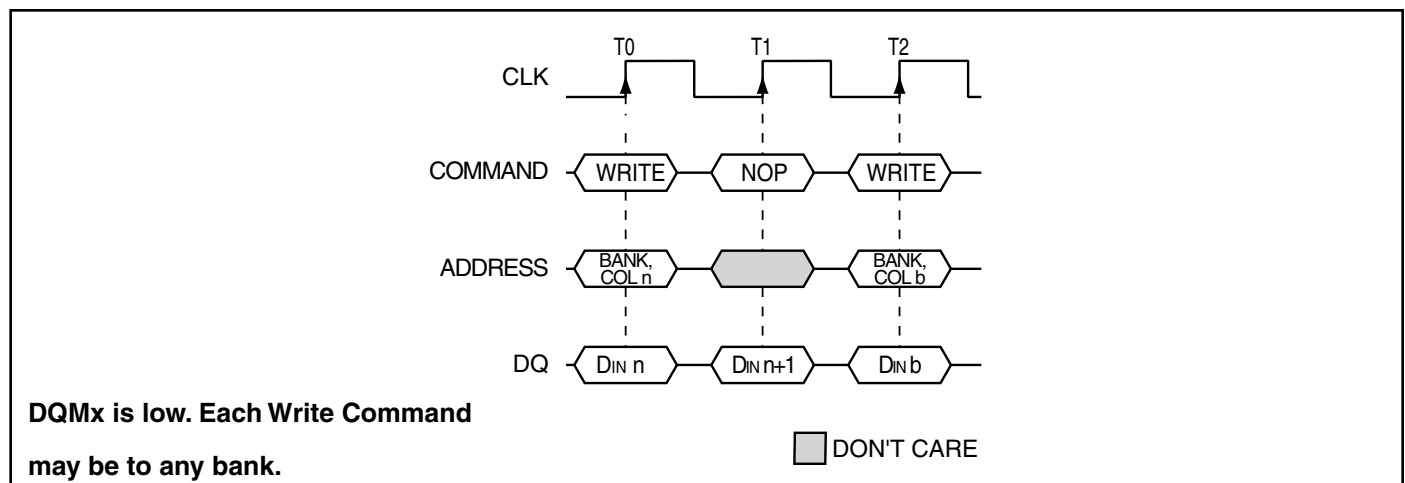 T0 T1 T2
CLK
COMMAND WRITE NOP WRITE
ADDRESS BANK, COL n BANK, COL b
DQ DIN n DIN n+1 DIN b
DQMx is low. Each Write Command
may be to any bank.
DON'T CARE